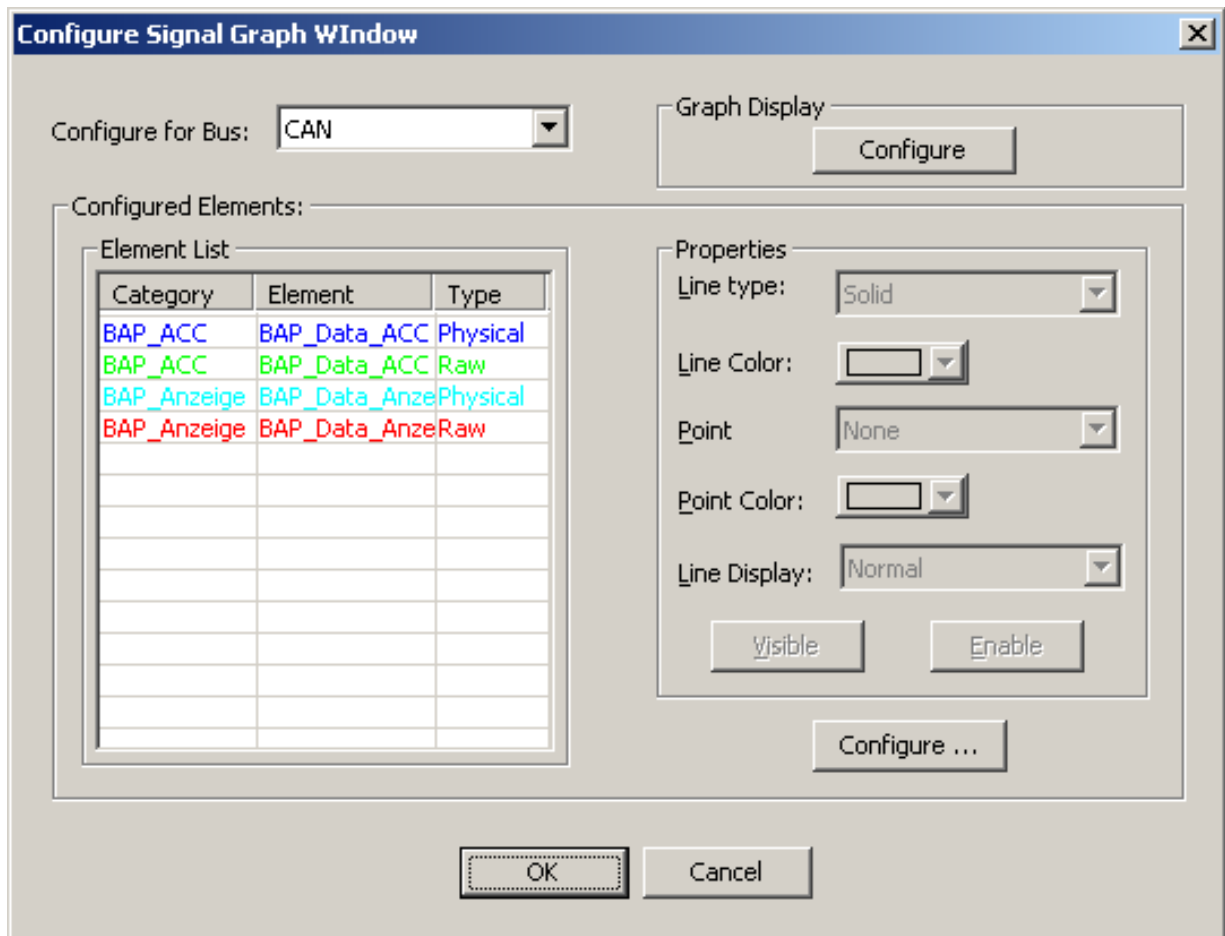 Configure Signal Graph WIndow
Configure for Bus:
CAN
Graph Display
Configure
Configured Elements:
Element List
Category Element Type
BAP_ACC BAP_Data_ACC Physical
BAP_ACC BAP_Data_ACC Raw
BAP_Anzeige BAP_Data_Anze Physical
BAP_Anzeige BAP_Data_Anze Raw
Properties
Line type: Solid
Line Color:
Point None
Point Color:
Line Display: Normal
Visible Enable
Configure ...
OK Cancel